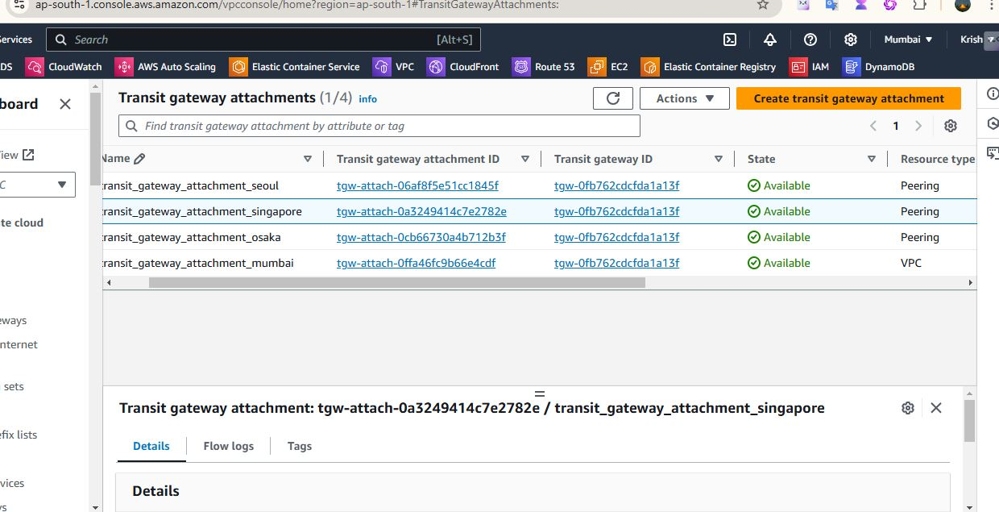 ap-south-1.console.aws.amazon.com/vpcconsole/home?region=ap-south-1#TransitGatewayAttachments:
Services Search [Alt+S] Mumbai Krish
DS CloudWatch AWS Auto Scaling Elastic Container Service VPC CloudFront Route 53 EC2 Elastic Container Registry IAM DynamoDB
board
Transit gateway attachments (1/4) info Actions Create transit gateway attachment
Find transit gateway attachment by attribute or tag 1
iew
Name Transit gateway attachment ID Transit gateway ID State Resource type
C
transit_gateway_attachment_seoul tgw-attach-06af8f5e51cc1845f tgw-0fb762cdcfda1a13f Available Peering
transit_gateway_attachment_singapore tgw-attach-0a3249414c7e2782e tgw-0fb762cdcfda1a13f Available Peering
te cloud
transit_gateway_attachment_osaka tgw-attach-0cb66730a4b712b3f tgw-0fb762cdcfda1a13f Available Peering
transit_gateway_attachment_mumbai tgw-attach-0ffa46fc9b66e4cdf tgw-0fb762cdcfda1a13f Available VPC
eways
nternet
sets
efix lists
vices
ys
Transit gateway attachment: tgw-attach-0a3249414c7e2782e / transit_gateway_attachment_singapore
Details Flow logs Tags
Details